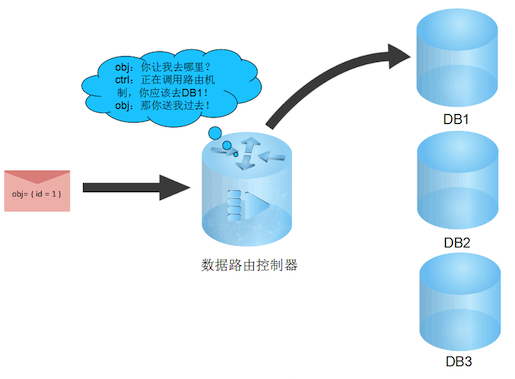 obj：你让我去哪里？
ctrl：正在调用路由机
制，你应该去DB1！
obj：那你送我过去！
DB1
obj= { id = 1 }
DB2
数据路由控制器
DB3